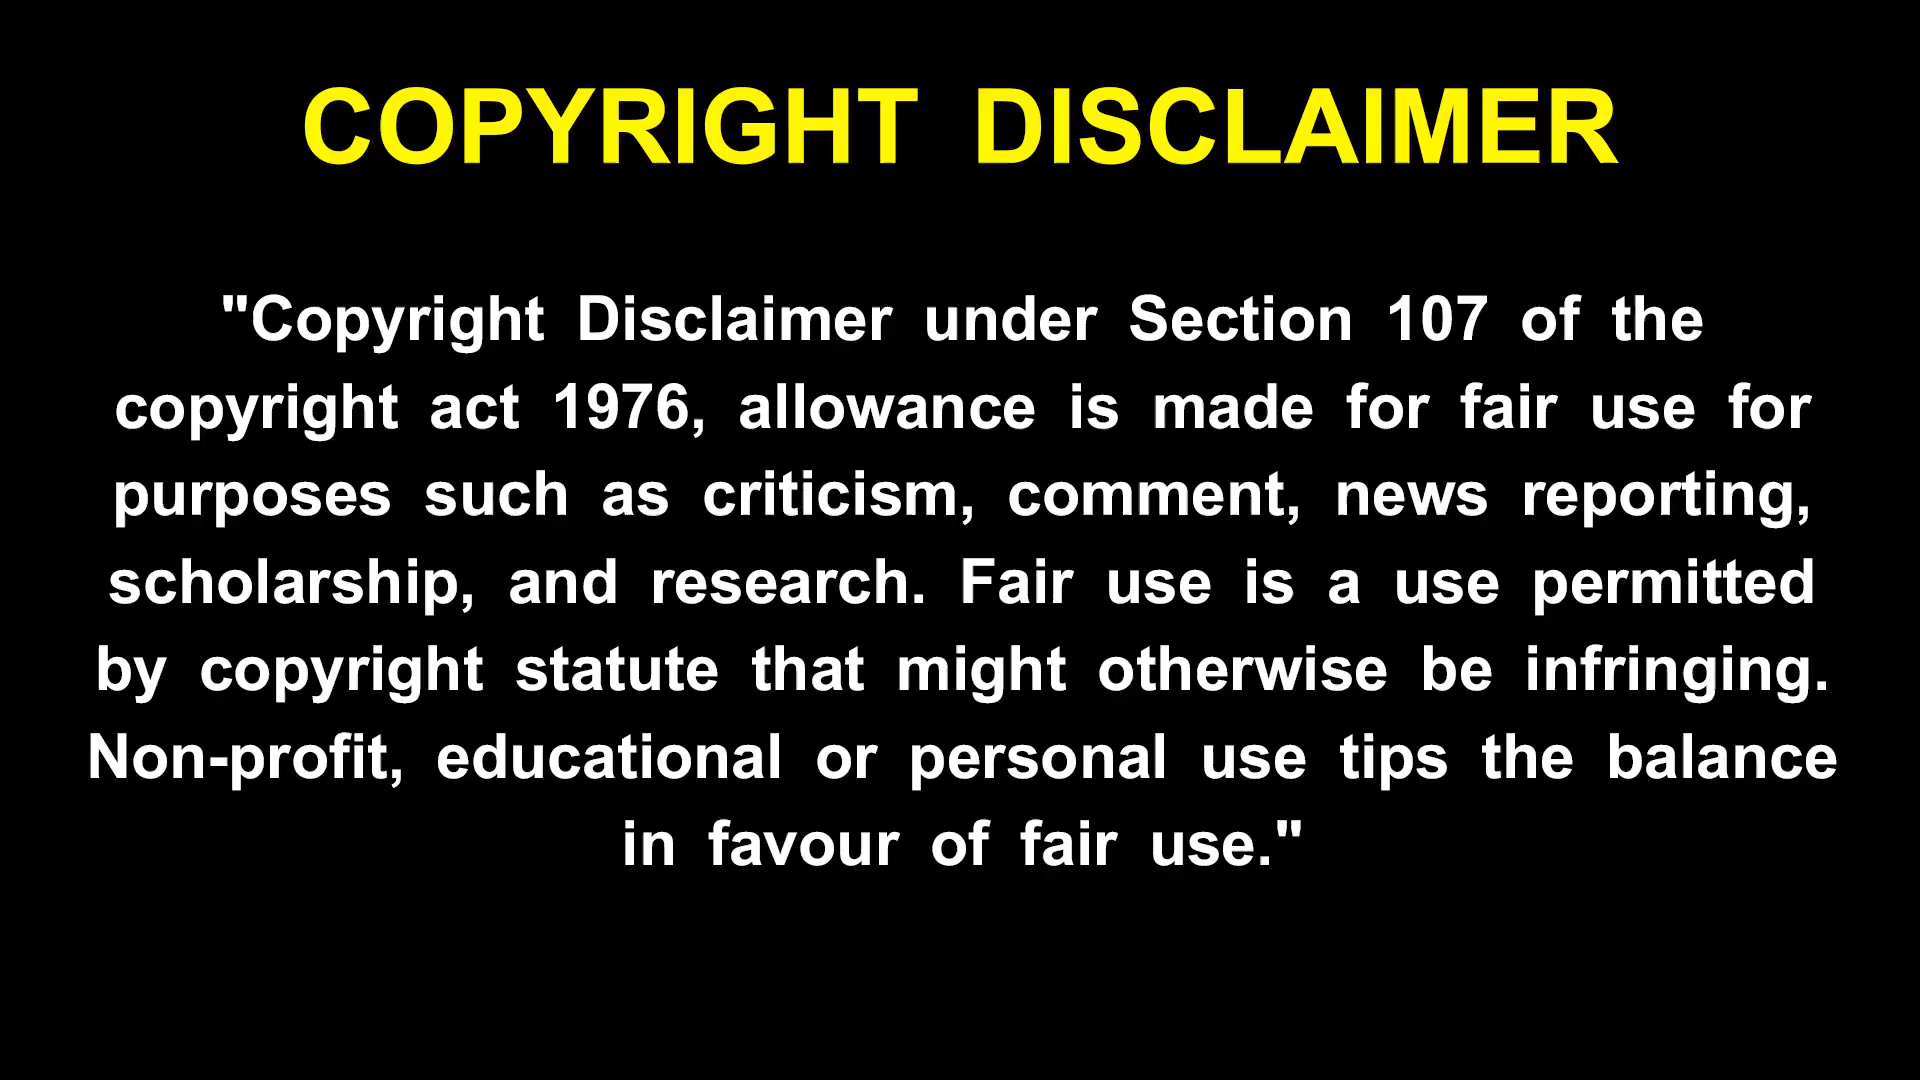 COPYRIGHT DISCLAIMER
"Copyright Disclaimer under Section 107 of the
copyright act 1976, allowance is made for fair use for
purposes such as criticism, comment, news reporting,
scholarship, and research. Fair use is a use permitted
by copyright statute that might otherwise be infringing.
Non-profit, educational or personal use tips the balance
in favour of fair use."